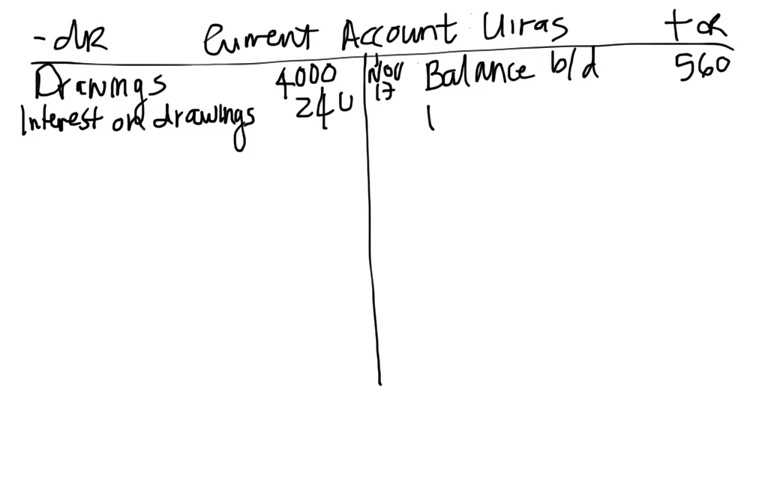 - dR Current Account Uiras + CR
Drawings 4000 Nov 17 Balance b/d 560
Interest on drawings 240